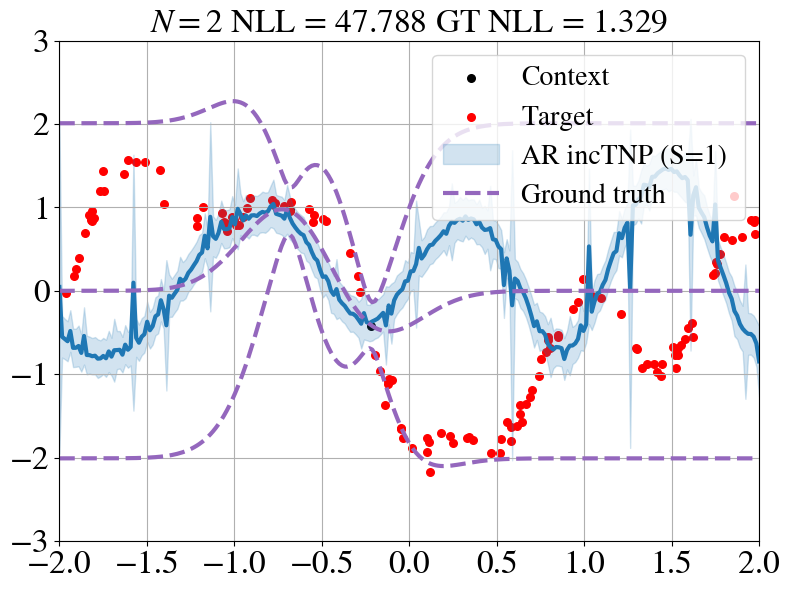 N = 2 NLL = 47.788 GT NLL = 1.329
3
2
1
0
−1
−2
−3
Context
Target
AR incTNP (S=1)
Ground truth
−2.0 −1.5 −1.0 −0.5 0.0 0.5 1.0 1.5 2.0